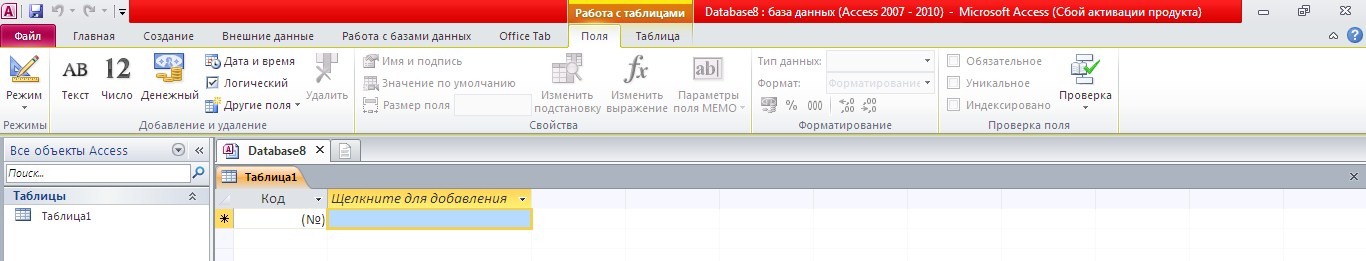 Работа с таблицами
Database8 : база данных (Access 2007 - 2010) - Microsoft Access (Сбой активации продукта)
Файл Главная Создание Внешние данные Работа с базами данных Office Tab Поля Таблица
Режим
Режимы
AB Текст
12 Число
Денежный
Дата и время
Логический
Другие поля
Удалить
Добавление и удаление
Имя и подпись
Значение по умолчанию
Размер поля
Изменить подстановку
fx Изменить выражение
ab Параметры поля MEMO
Свойства
Тип данных:
Формат: Форматирование
% 000 ,00 ,0
Форматирование
Обязательное
Уникальное
Индексировано
Проверка
Проверка поля
Все объекты Access
Поиск...
Таблицы
Таблица1
Database8
Таблица1
Код Щелкните для добавления
(№)